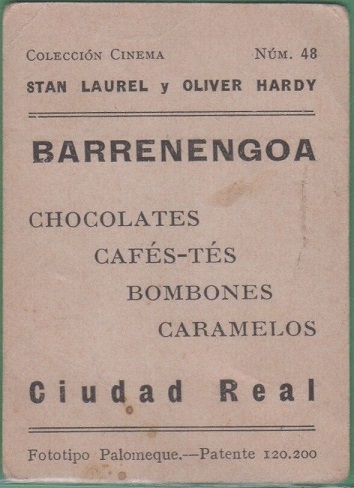 Colección Cinema Núm. 48
STAN LAUREL y OLIVER HARDY
BARRENENGOA
CHOCOLATES
CAFÉS-TÉS
BOMBONES
CARAMELOS
Ciudad Real
Fototipo Palomeque.—Patente 120.200